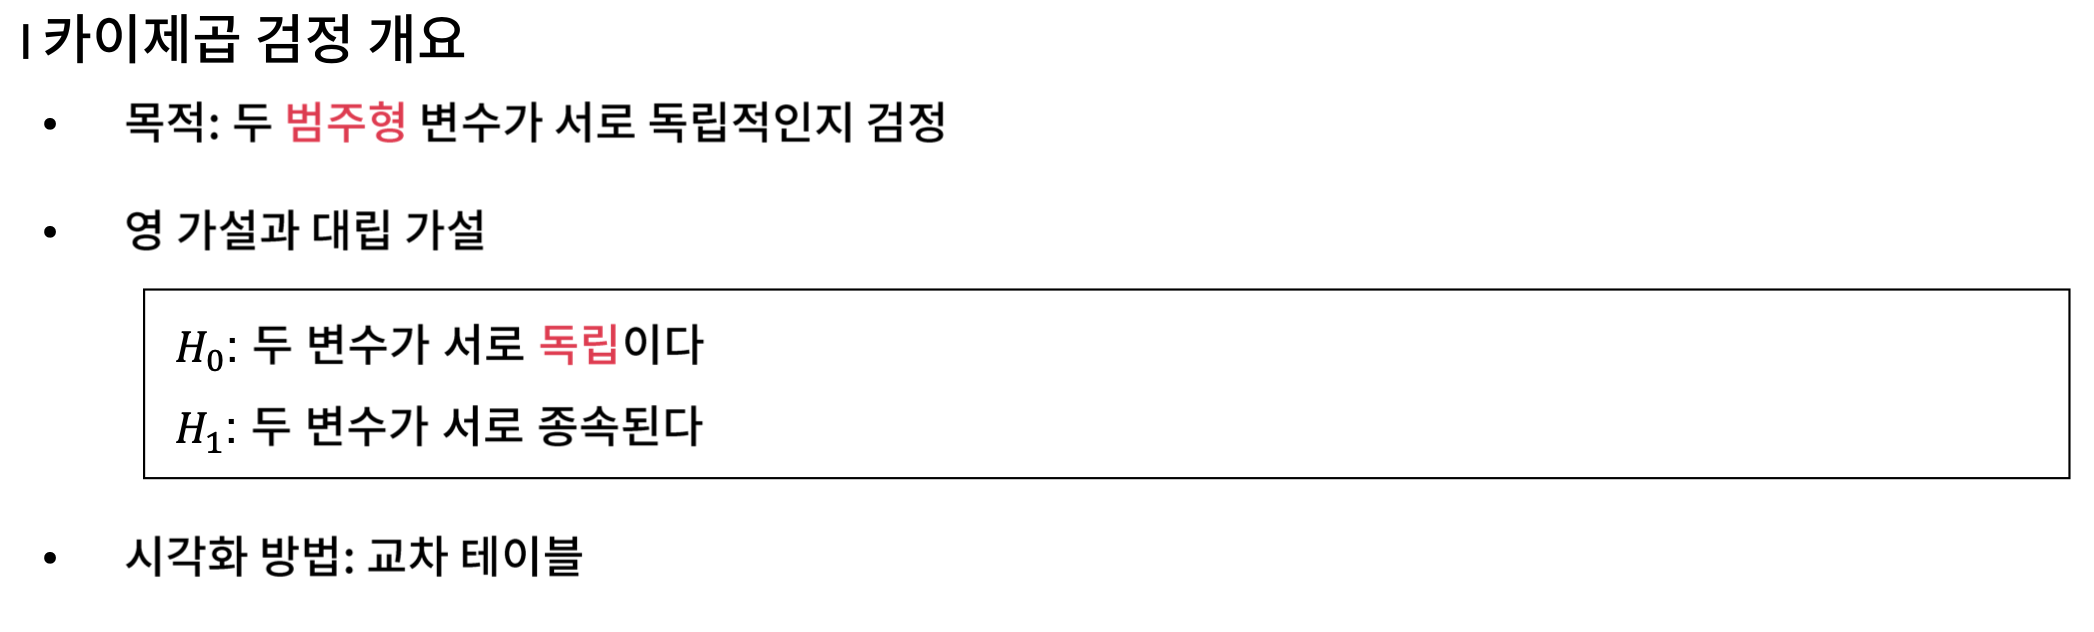 | 카이제곱 검정 개요
• 목적: 두 범주형 변수가 서로 독립적인지 검정
• 영 가설과 대립 가설
H₀: 두 변수가 서로 독립이다
H₁: 두 변수가 서로 종속된다
• 시각화 방법: 교차 테이블